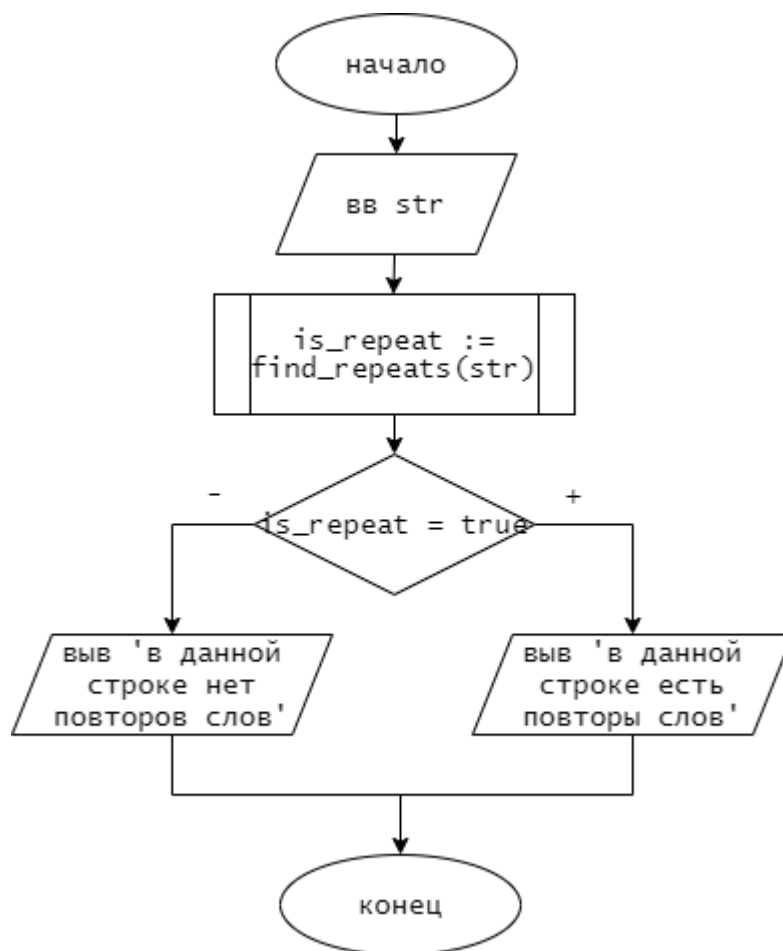 начало
вв str
is_repeat :=
find_repeats(str)
-
+
is_repeat = true
выв 'в данной
строке нет
повторов слов'
выв 'в данной
строке есть
повторы слов'
конец